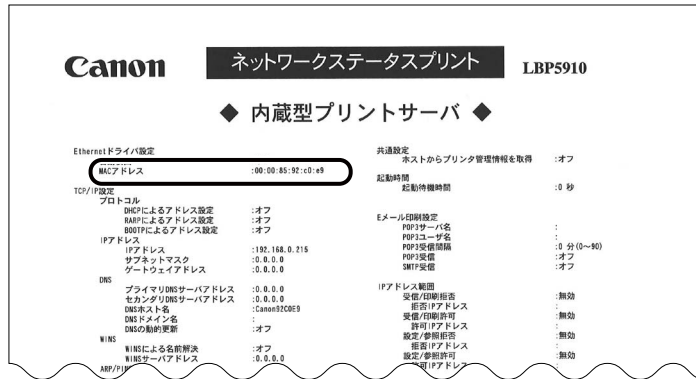 Canon
ネットワークステータスプリント
LBP5910
◆ 内蔵型プリントサーバ ◆
Ethernetドライバ設定
MACアドレス :00:00:85:92:c0:e9
TCP/IP設定
プロトコル
DHCPによるアドレス設定 :オフ
RARPによるアドレス設定 :オフ
BOOTPによるアドレス設定 :オフ
IPアドレス
IPアドレス :192.168.0.215
サブネットマスク :0.0.0.0
ゲートウェイアドレス :0.0.0.0
DNS
プライマリDNSサーバアドレス :0.0.0.0
セカンダリDNSサーバアドレス :0.0.0.0
DNSホスト名 :Canon92C0E9
DNSドメイン名 :
DNSの動的更新 :オフ
WINS
WINSによる名前解決 :オフ
WINSサーバアドレス :0.0.0.0
共通設定
ホストからプリンタ管理情報を取得 :オフ
起動時間
起動待機時間 :0 秒
Eメール印刷設定
POP3サーバ名 :
POP3ユーザ名 :
POP3受信間隔 :0 分(0~90)
POP3受信 :オフ
SMTP受信 :オフ
IPアドレス範囲
受信/印刷拒否 :無効
拒否IPアドレス :
受信/印刷許可 :無効
許可IPアドレス :
設定/参照拒否 :無効
拒否IPアドレス :
設定/参照許可 :無効
許可IPアドレス :